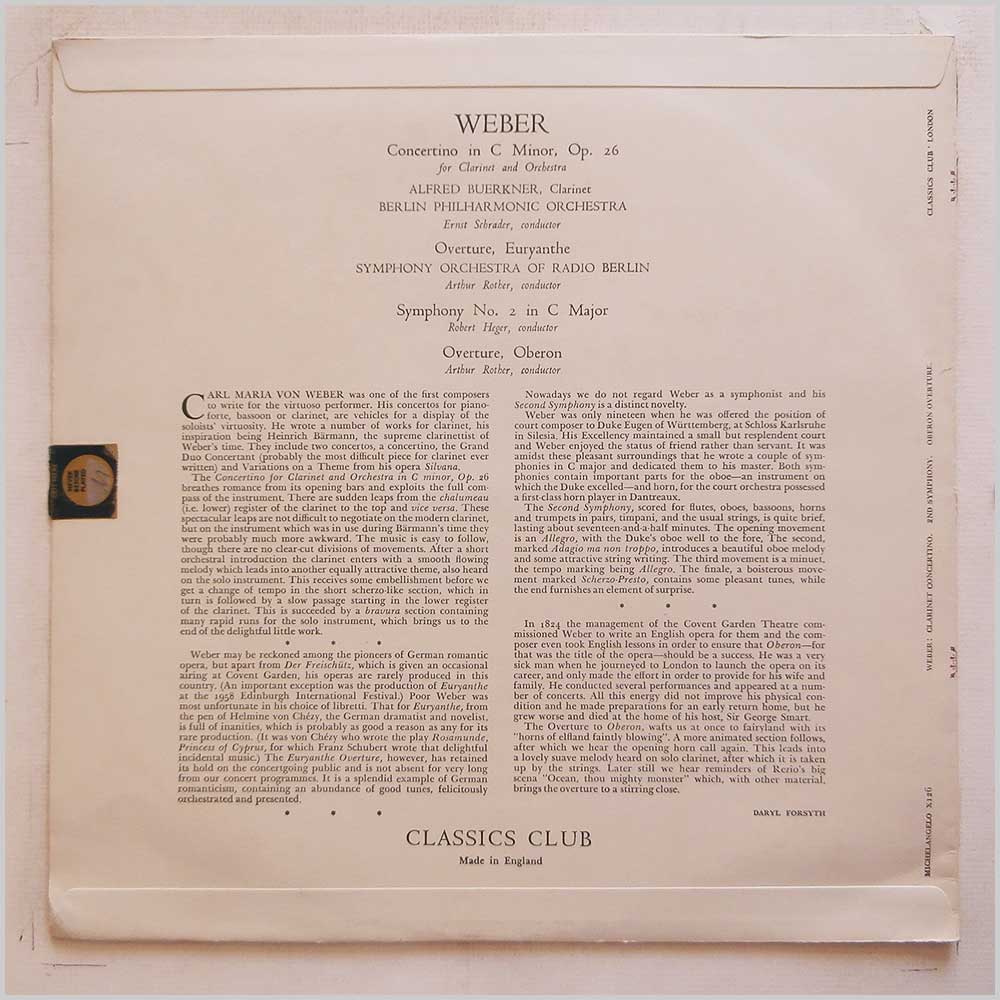 WEBER
Concertino in C Minor, Op. 26
for Clarinet and Orchestra
ALFRED BUERKNER, Clarinet
BERLIN PHILHARMONIC ORCHESTRA
Ernst Schrader, conductor
Overture, Euryanthe
SYMPHONY ORCHESTRA OF RADIO BERLIN
Arthur Rother, conductor
Symphony No. 2 in C Major
Robert Heger, conductor
Overture, Oberon
Arthur Rother, conductor
CARL MARIA VON WEBER was one of the first composers
to write for the virtuoso performer. His concertos for piano-
forte, bassoon or clarinet, are vehicles for a display of the
soloists' virtuosity. He wrote a number of works for clarinet, his
inspiration being Heinrich Bärmann, the supreme clarinettist of
Weber's time. They include two concertos, a concertino, the Grand
Duo Concertant (probably the most difficult piece for clarinet ever
written) and Variations on a Theme from his opera Silvana.
The Concertino for Clarinet and Orchestra in C minor, Op. 26
breathes romance from its opening bars and exploits the full com-
pass of the instrument. There are sudden leaps from the chalumeau
(i.e. lower) register of the clarinet to the top and vice versa. These
spectacular leaps are not difficult to negotiate on the modern clarinet,
but on the instrument which was in use during Bärmann's time they
were probably much more awkward. The music is easy to follow,
though there are no clear-cut divisions of movements. After a short
orchestral introduction the clarinet enters with a smooth flowing
melody which leads into another equally attractive theme, also heard
on the solo instrument. This receives some embellishment before we
get a change of tempo in the short scherzo-like section, which in
turn is followed by a slow passage starting in the lower register
of the clarinet. This is succeeded by a bravura section containing
many rapid runs for the solo instrument, which brings us to the
end of the delightful little work.
• • •
Weber may be reckoned among the pioneers of German romantic
opera, but apart from Der Freischütz, which is given an occasional
airing at Covent Garden, his operas are rarely produced in this
country. (An important exception was the production of Euryanthe
at the 1958 Edinburgh International Festival.) Poor Weber was
most unfortunate in his choice of libretti. That for Euryanthe, from
the pen of Helmine von Chézy, the German dramatist and novelist,
is full of inanities, which is probably as good a reason as any for its
rare production. (It was von Chézy who wrote the play Rosamunde,
Princess of Cyprus, for which Franz Schubert wrote that delightful
incidental music.) The Euryanthe Overture, however, has retained
its hold on the concertgoing public and is not absent for very long
from our concert programmes. It is a splendid example of German
romanticism, containing an abundance of good tunes, felicitously
orchestrated and presented.
• • •
Nowadays we do not regard Weber as a symphonist and his
Second Symphony is a distinct novelty.
Weber was only nineteen when he was offered the position of
court composer to Duke Eugen of Württemberg, at Schloss Karlsruhe
in Silesia. His Excellency maintained a small but resplendent court
and Weber enjoyed the status of friend rather than servant. It was
amidst these pleasant surroundings that he wrote a couple of sym-
phonies in C major and dedicated them to his master. Both sym-
phonies contain important parts for the oboe—an instrument on
which the Duke excelled—and horn, for the court orchestra possessed
a first-class horn player in Dantreaux.
The Second Symphony, scored for flutes, oboes, bassoons, horns
and trumpets in pairs, timpani, and the usual strings, is quite brief,
lasting about seventeen-and-a-half minutes. The opening movement
is an Allegro, with the Duke's oboe well to the fore, The second,
marked Adagio ma non troppo, introduces a beautiful oboe melody
and some attractive string writing. The third movement is a minuet,
the tempo marking being Allegro. The finale, a boisterous move-
ment marked Scherzo-Presto, contains some pleasant tunes, while
the end furnishes an element of surprise.
• • •
In 1824 the management of the Covent Garden Theatre com-
missioned Weber to write an English opera for them and the com-
poser even took English lessons in order to ensure that Oberon—for
that was the title of the opera—should be a success. He was a very
sick man when he journeyed to London to launch the opera on its
career, and only made the effort in order to provide for his wife and
family. He conducted several performances and appeared at a num-
ber of concerts. All this energy did not improve his physical con-
dition and he made preparations for an early return home, but he
grew worse and died at the home of his host, Sir George Smart.
The Overture to Oberon, wafts us at once to fairyland with its
"horns of elfland faintly blowing". A more animated section follows,
after which we hear the opening horn call again. This leads into
a lovely suave melody heard on solo clarinet, after which it is taken
up by the strings. Later still we hear reminders of Rezio's big
scena "Ocean, thou mighty monster" which, with other material,
brings the overture to a stirring close.
DARYL FORSYTH
CLASSICS CLUB
Made in England
CLASSICS CLUB · LONDON
WEBER: CLARINET CONCERTINO. 2ND SYMPHONY. OBERON OVERTURE.
MICHELANGELO X126